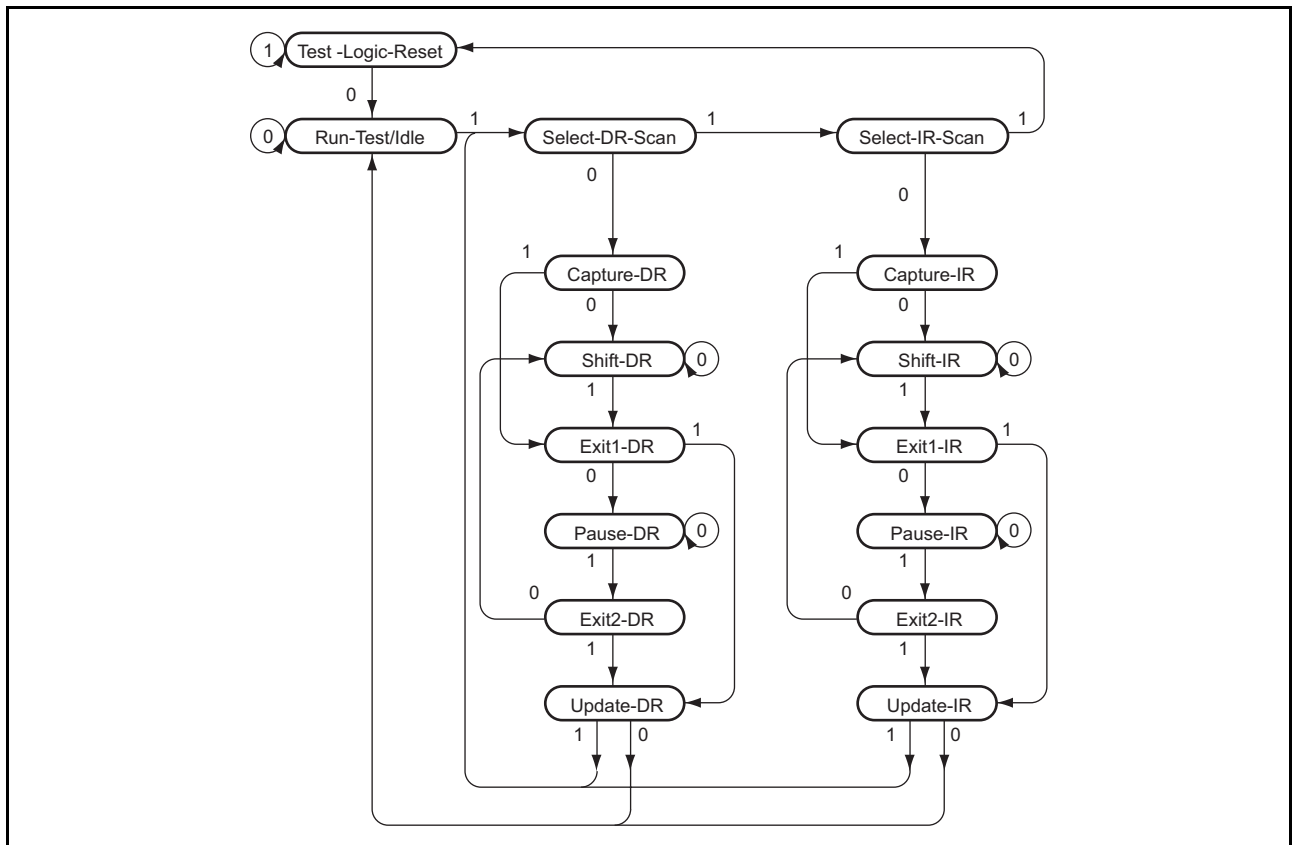 1 Test -Logic-Reset
0
0 Run-Test/Idle 1 Select-DR-Scan 1 Select-IR-Scan 1
0 0
1 1
Capture-DR Capture-IR
0 0
Shift-DR 0 Shift-IR 0
1 1
Exit1-DR 1 Exit1-IR 1
0 0
Pause-DR 0 Pause-IR 0
1 1
0 0
Exit2-DR Exit2-IR
1 1
Update-DR Update-IR
1 0 1 0